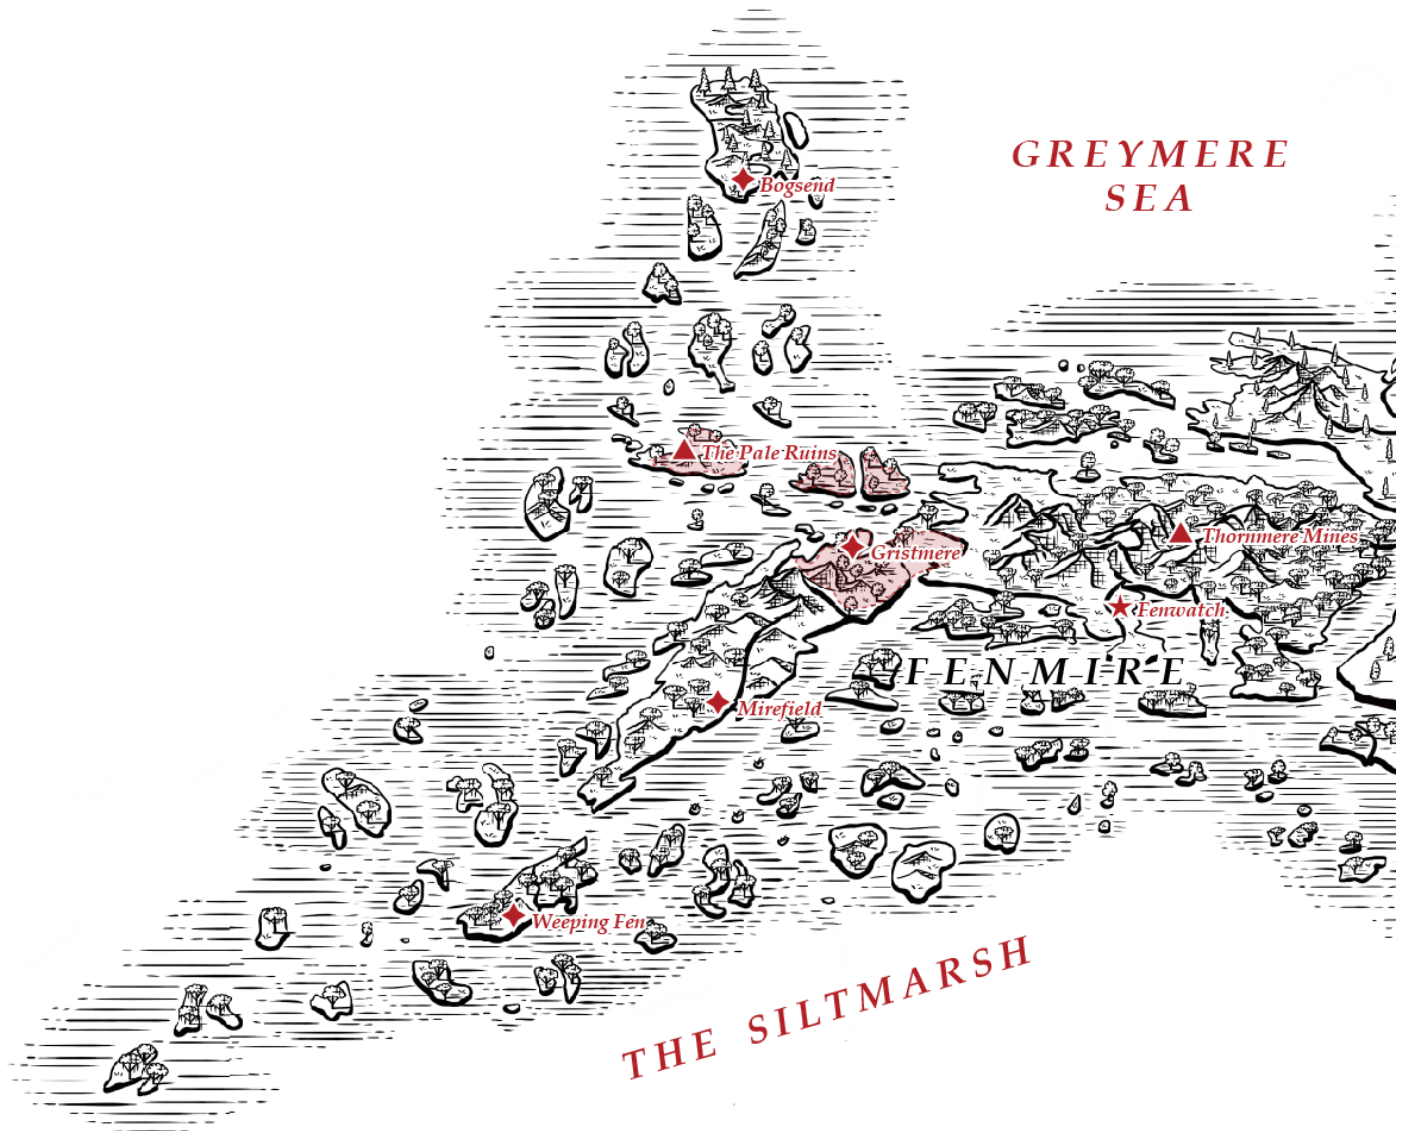 GREYMERE
SEA
Bogsend
The Pale Ruins
Thornmere Mines
Gristmere
Fenwatch
FENMIRE
Mirefield
Weeping Fen
THE SILTMARSH